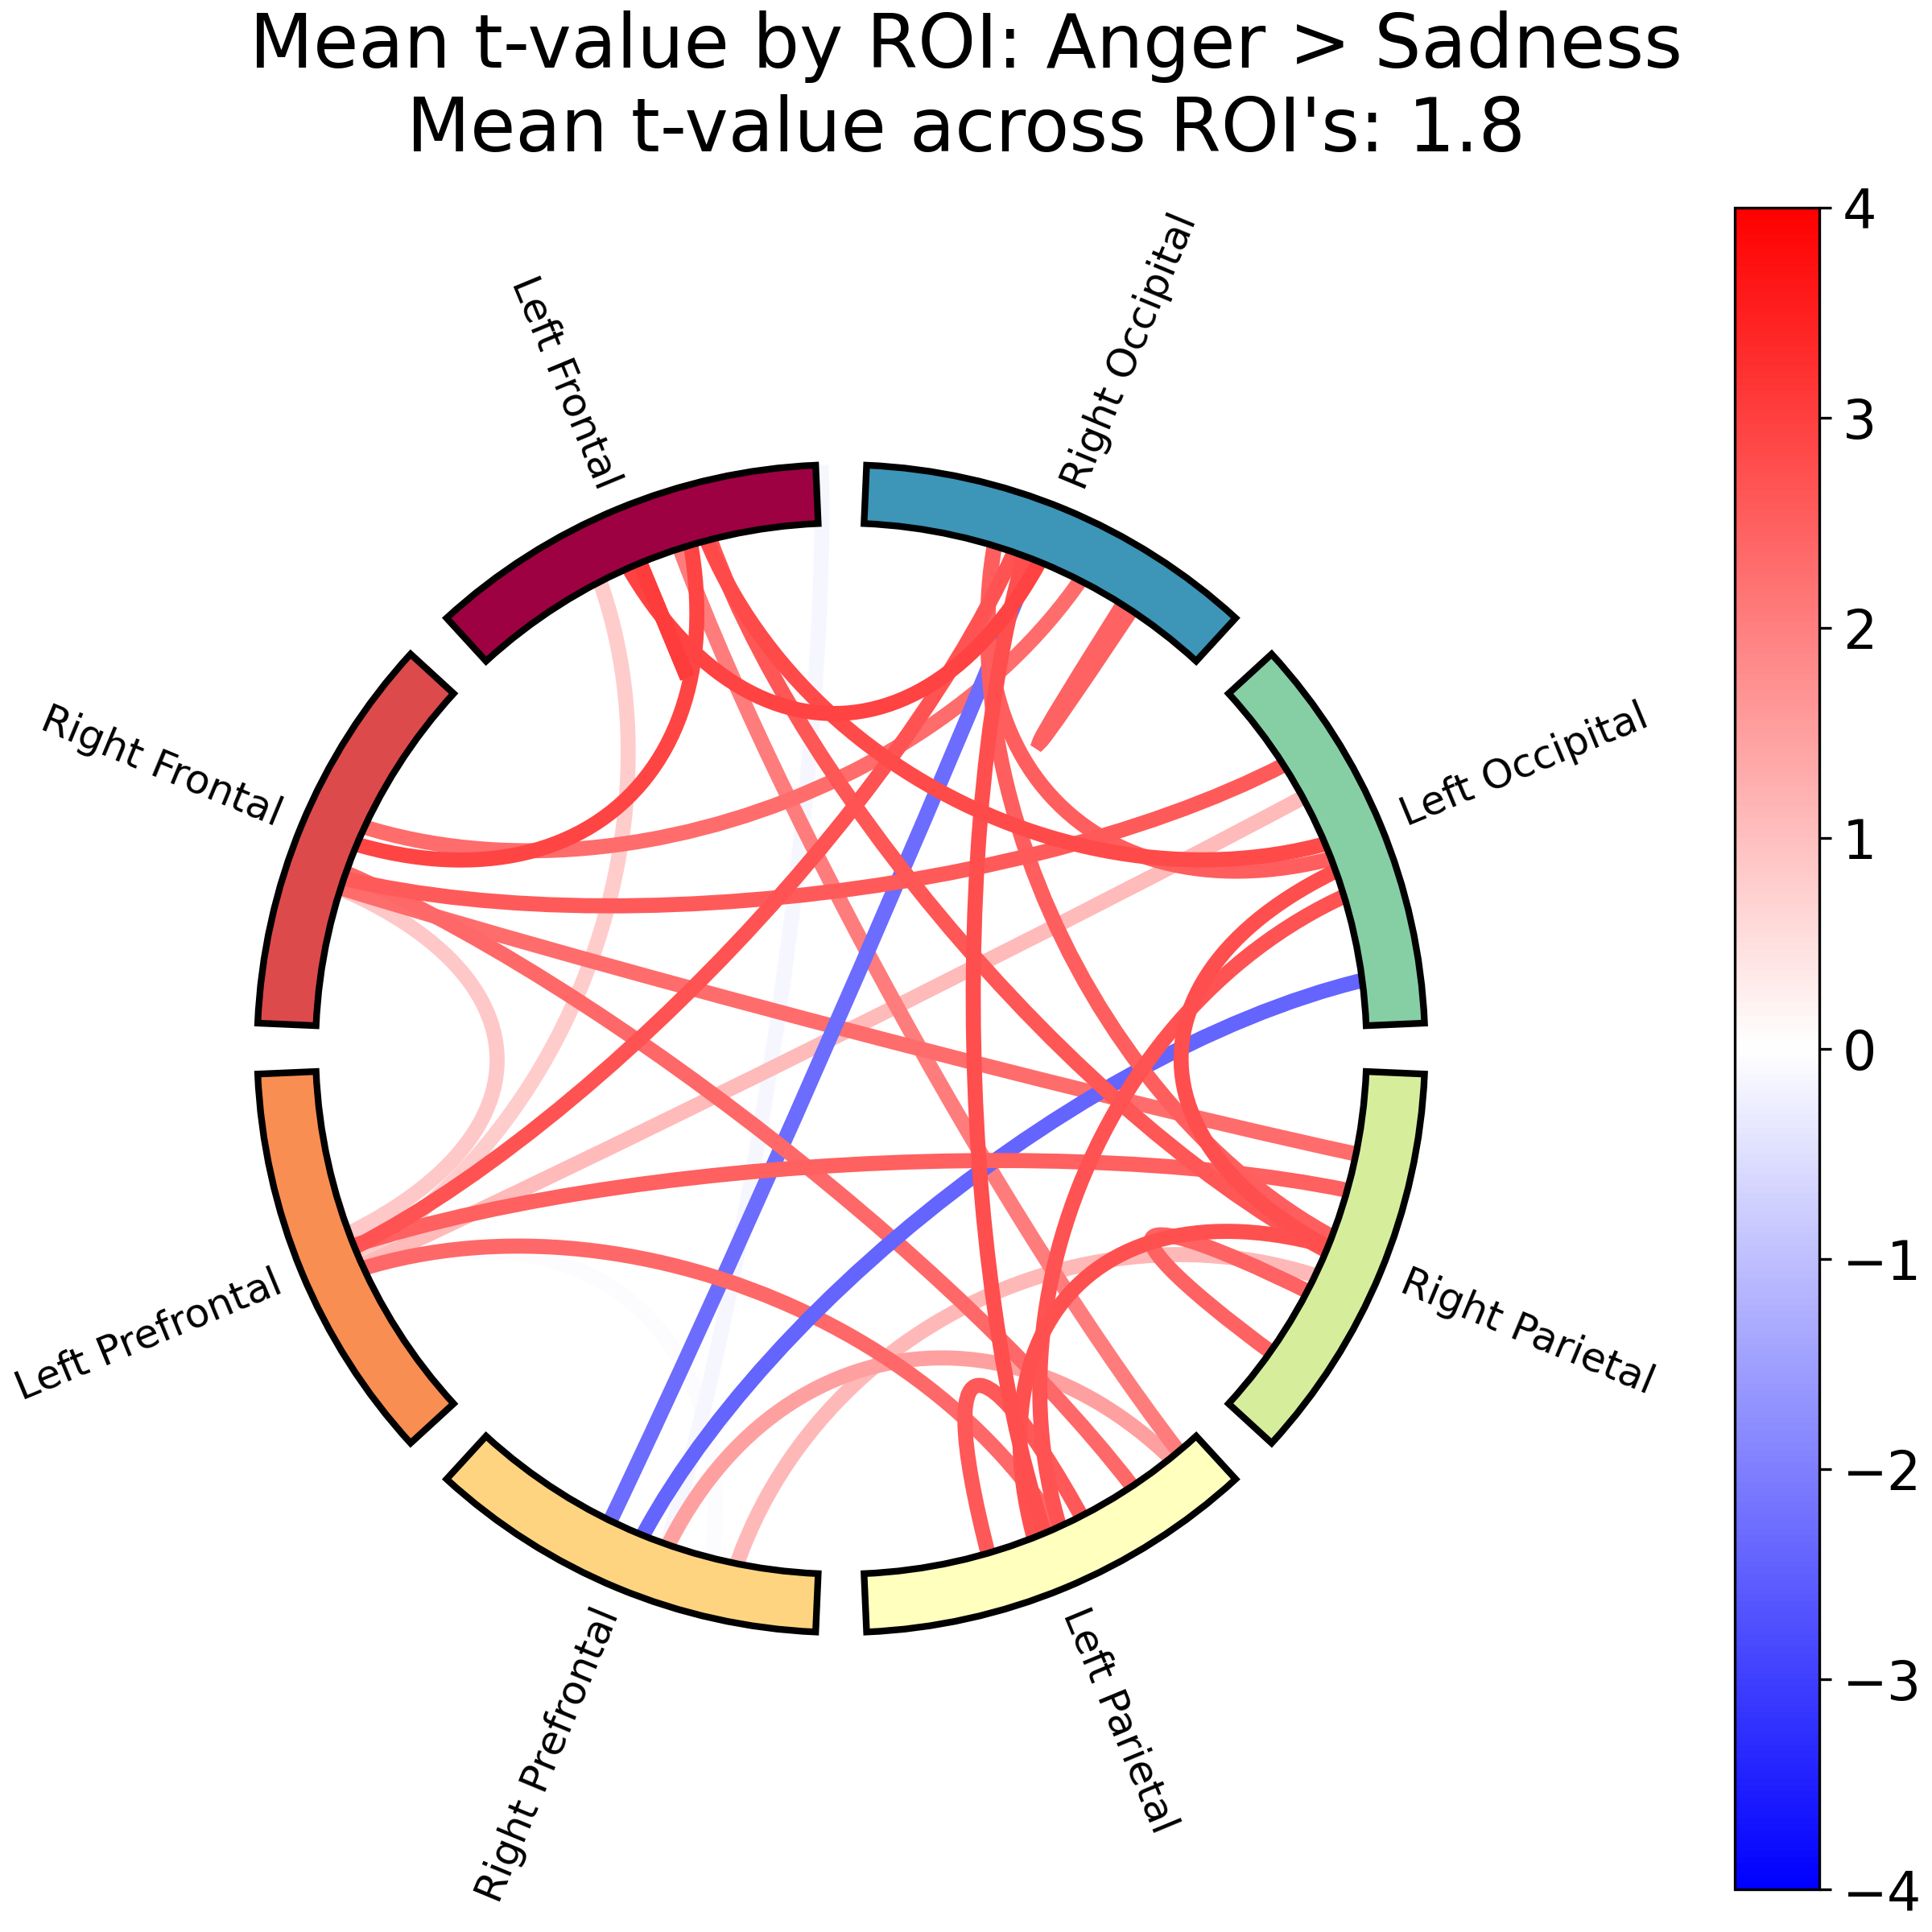 Mean t-value by ROI: Anger > Sadness
Mean t-value across ROI's: 1.8
Left Frontal
Right Occipital
Right Frontal
Left Occipital
Left Prefrontal
Right Parietal
Right Prefrontal
Left Parietal
4
3
2
1
0
−1
−2
−3
−4